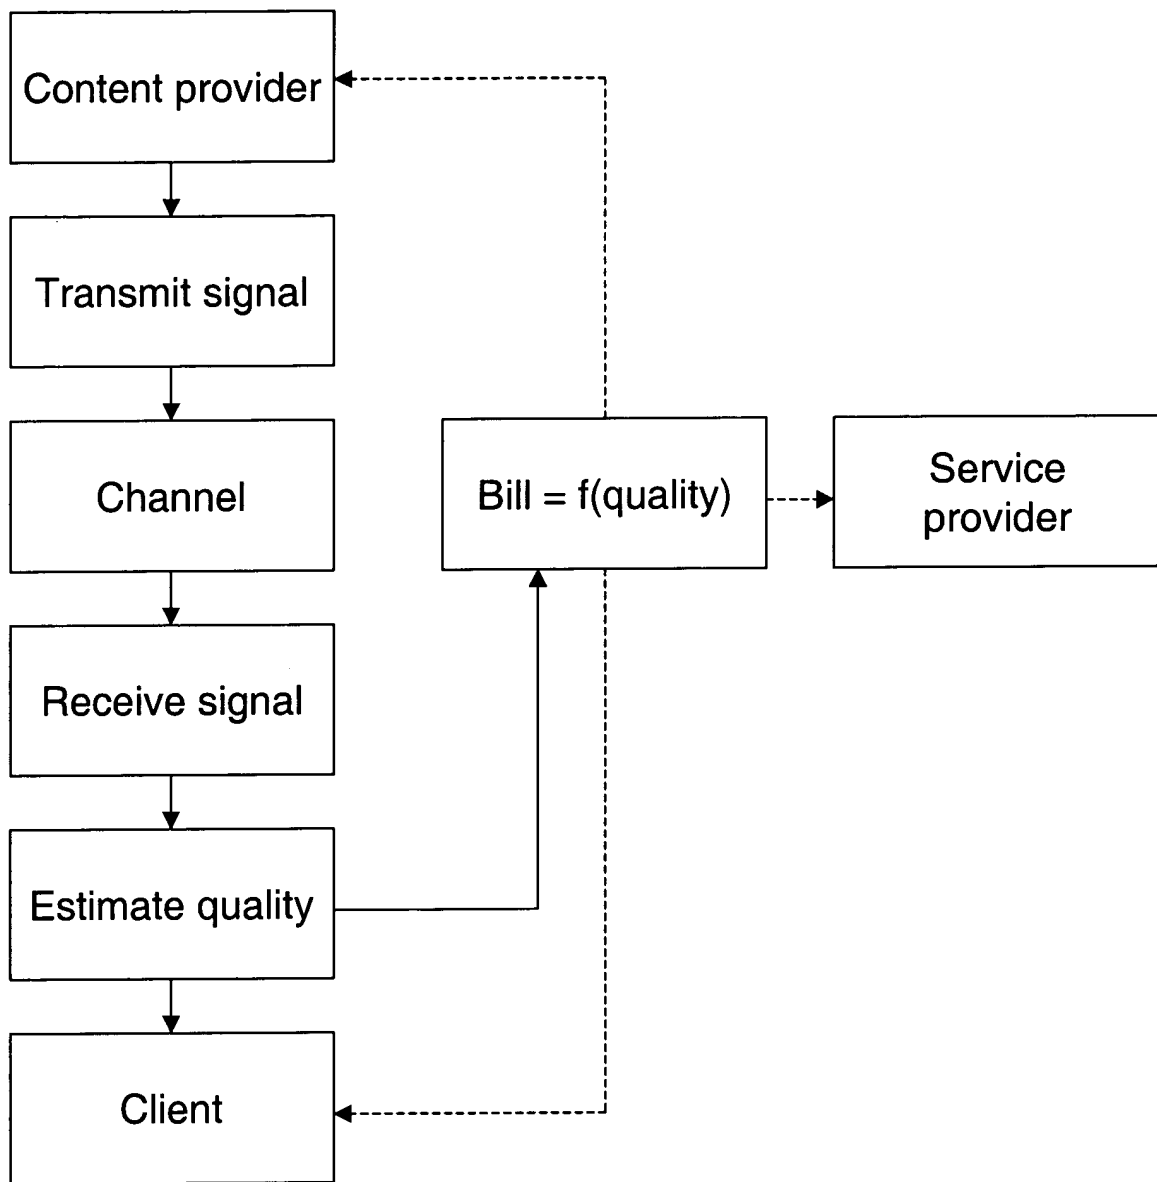 Content provider
Transmit signal
Channel
Bill = f(quality)
Service
provider
Receive signal
Estimate quality
Client